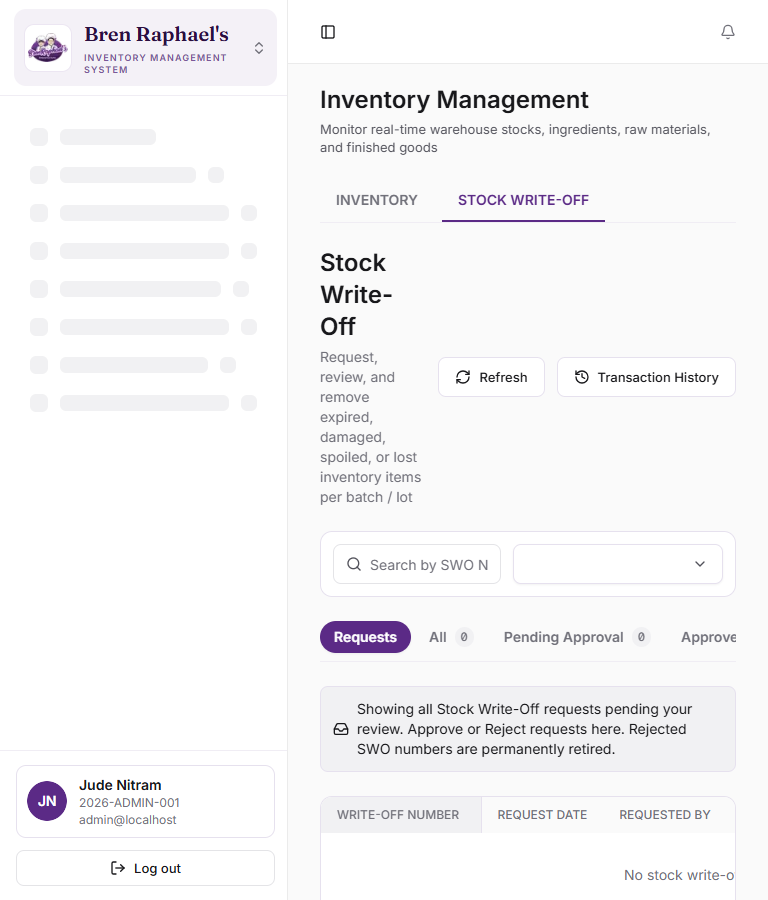 Bren Raphael's
INVENTORY MANAGEMENT
SYSTEM
Inventory Management
Monitor real-time warehouse stocks, ingredients, raw materials,
and finished goods
INVENTORY
STOCK WRITE-OFF
Stock
Write-
Off
Request,
review, and
remove
expired,
damaged,
spoiled, or lost
inventory items
per batch / lot
Refresh
Transaction History
Search by SWO N
Requests
All 0
Pending Approval 0
Approve
Showing all Stock Write-Off requests pending your
review. Approve or Reject requests here. Rejected
SWO numbers are permanently retired.
WRITE-OFF NUMBER
REQUEST DATE
REQUESTED BY
No stock write-o
JN
Jude Nitram
2026-ADMIN-001
admin@localhost
Log out